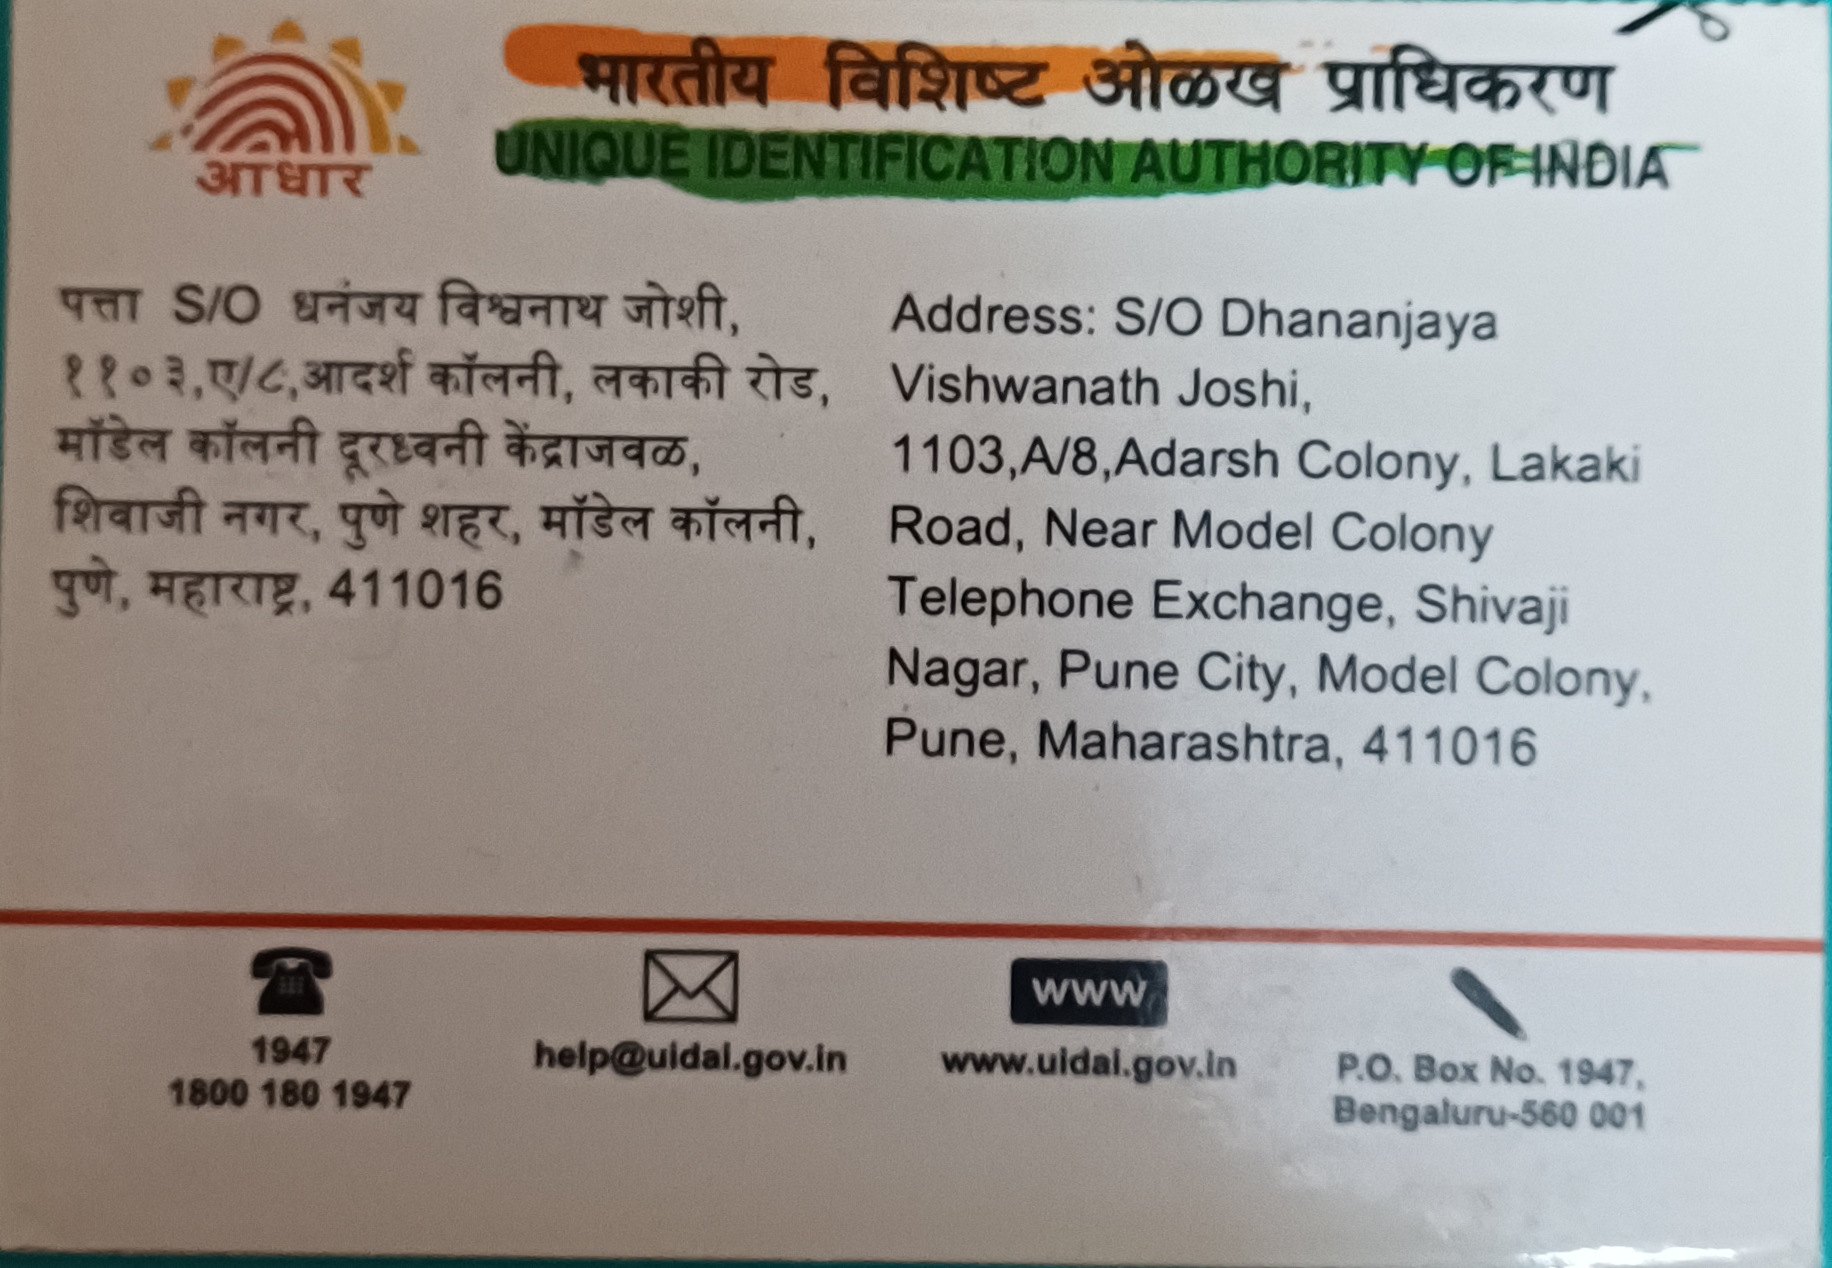 आधार
भारतीय विशिष्ट ओळख प्राधिकरण
UNIQUE IDENTIFICATION AUTHORITY OF INDIA
पत्ता S/O धनंजय विश्वनाथ जोशी,
११०३,ए/८,आदर्श कॉलनी, लकाकी रोड,
मॉडेल कॉलनी दूरध्वनी केंद्राजवळ,
शिवाजी नगर, पुणे शहर, मॉडेल कॉलनी,
पुणे, महाराष्ट्र, 411016
Address: S/O Dhananjaya
Vishwanath Joshi,
1103,A/8,Adarsh Colony, Lakaki
Road, Near Model Colony
Telephone Exchange, Shivaji
Nagar, Pune City, Model Colony,
Pune, Maharashtra, 411016
1947
1800 180 1947
help@uidai.gov.in
www
www.uidai.gov.in
P.O. Box No. 1947,
Bengaluru-560 001